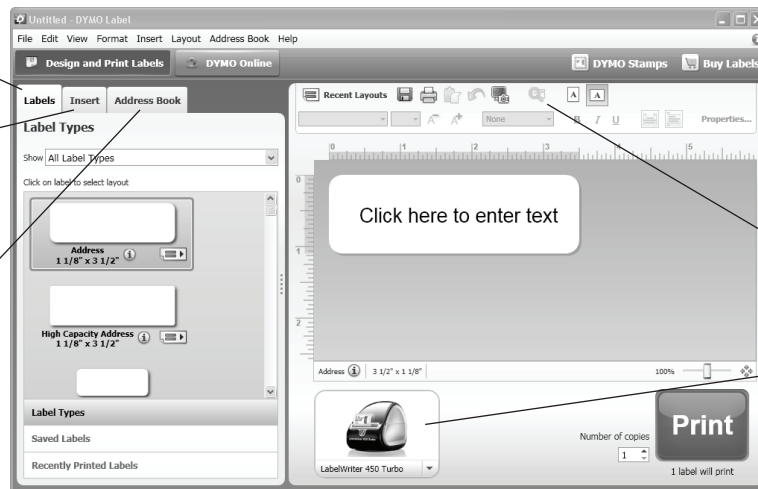 Untitled - DYMO Label
File Edit View Format Insert Layout Address Book Help
Design and Print Labels DYMO Online DYMO Stamps Buy Labels
Labels Insert Address Book
Recent Layouts A A
Label Types
None B I U Properties...
Show All Label Types
0 1 2 3 5
Click on label to select layout
0
Click here to enter text
Address
1 1/8" x 3 1/2"
1
High Capacity Address
1 1/8" x 3 1/2"
2
Address 3 1/2" x 1 1/8" 100%
Label Types
Saved Labels
Recently Printed Labels
LabelWriter 450 Turbo
Number of copies
1
Print
1 label will print